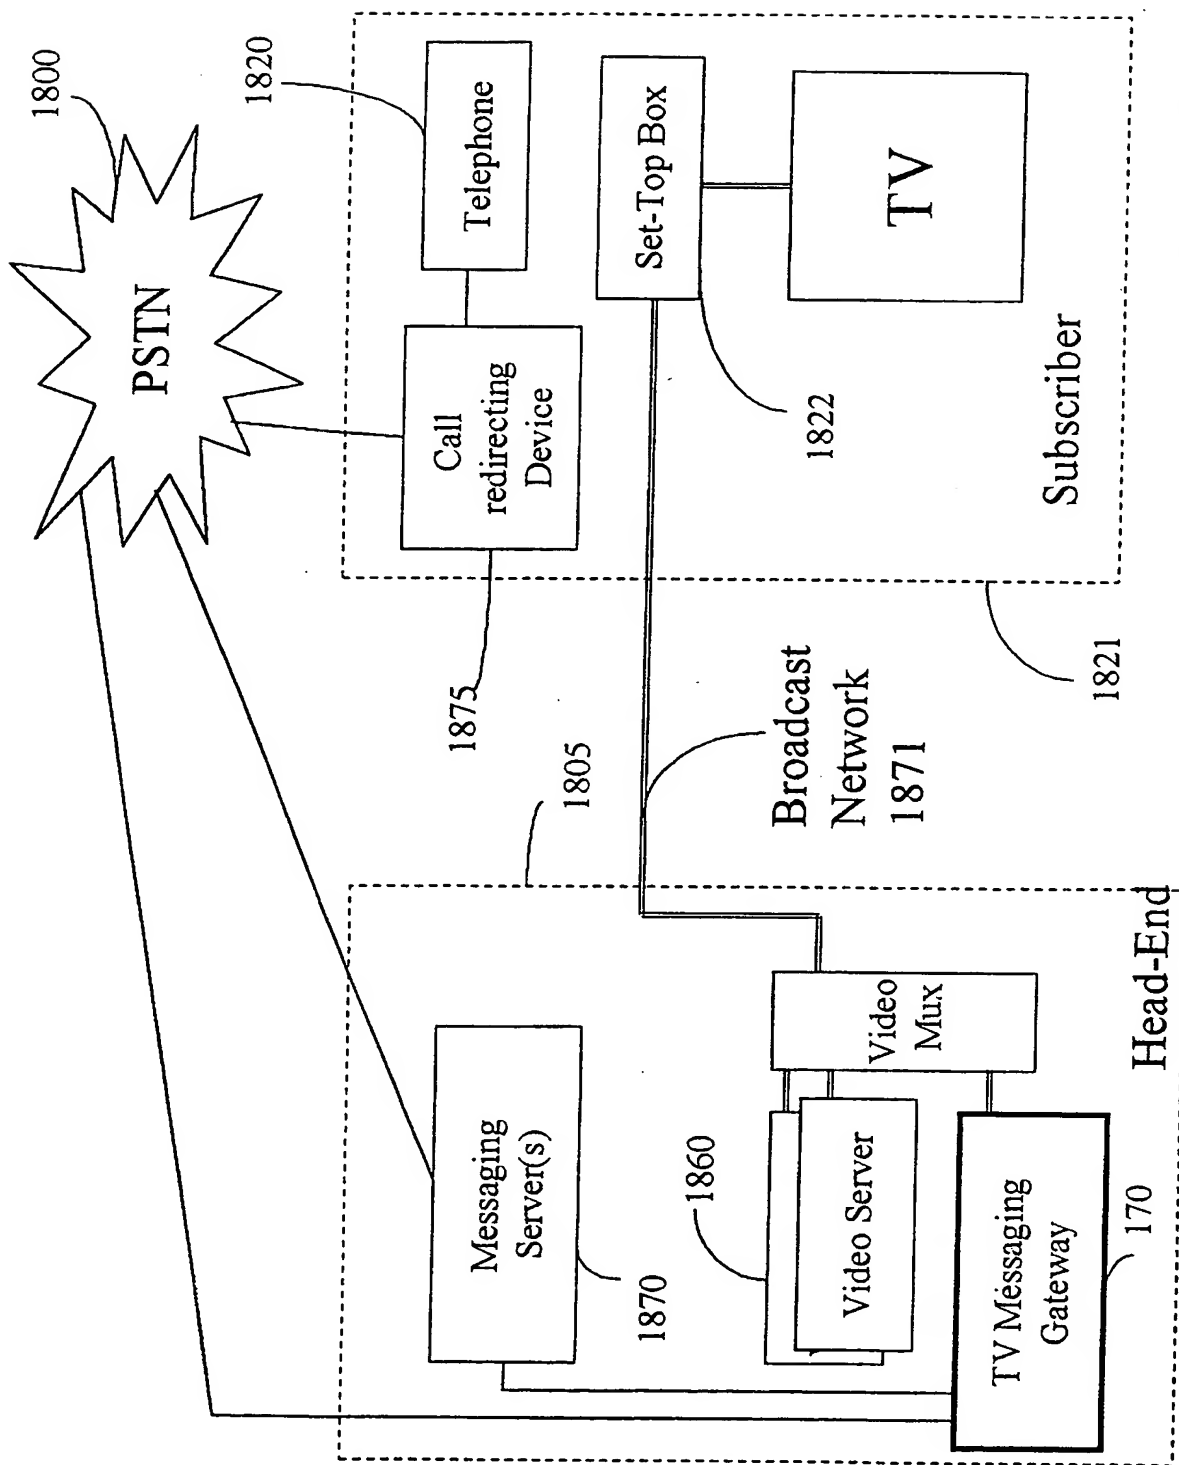 1800
PSTN
1820
Telephone
Call
redirecting
Device
1875
Set-Top Box
1822
TV
Subscriber
1821
1805
Broadcast
Network
1871
Messaging
Server(s)
1870
1860
Video Server
Video
Mux
TV Messaging
Gateway
170
Head-End